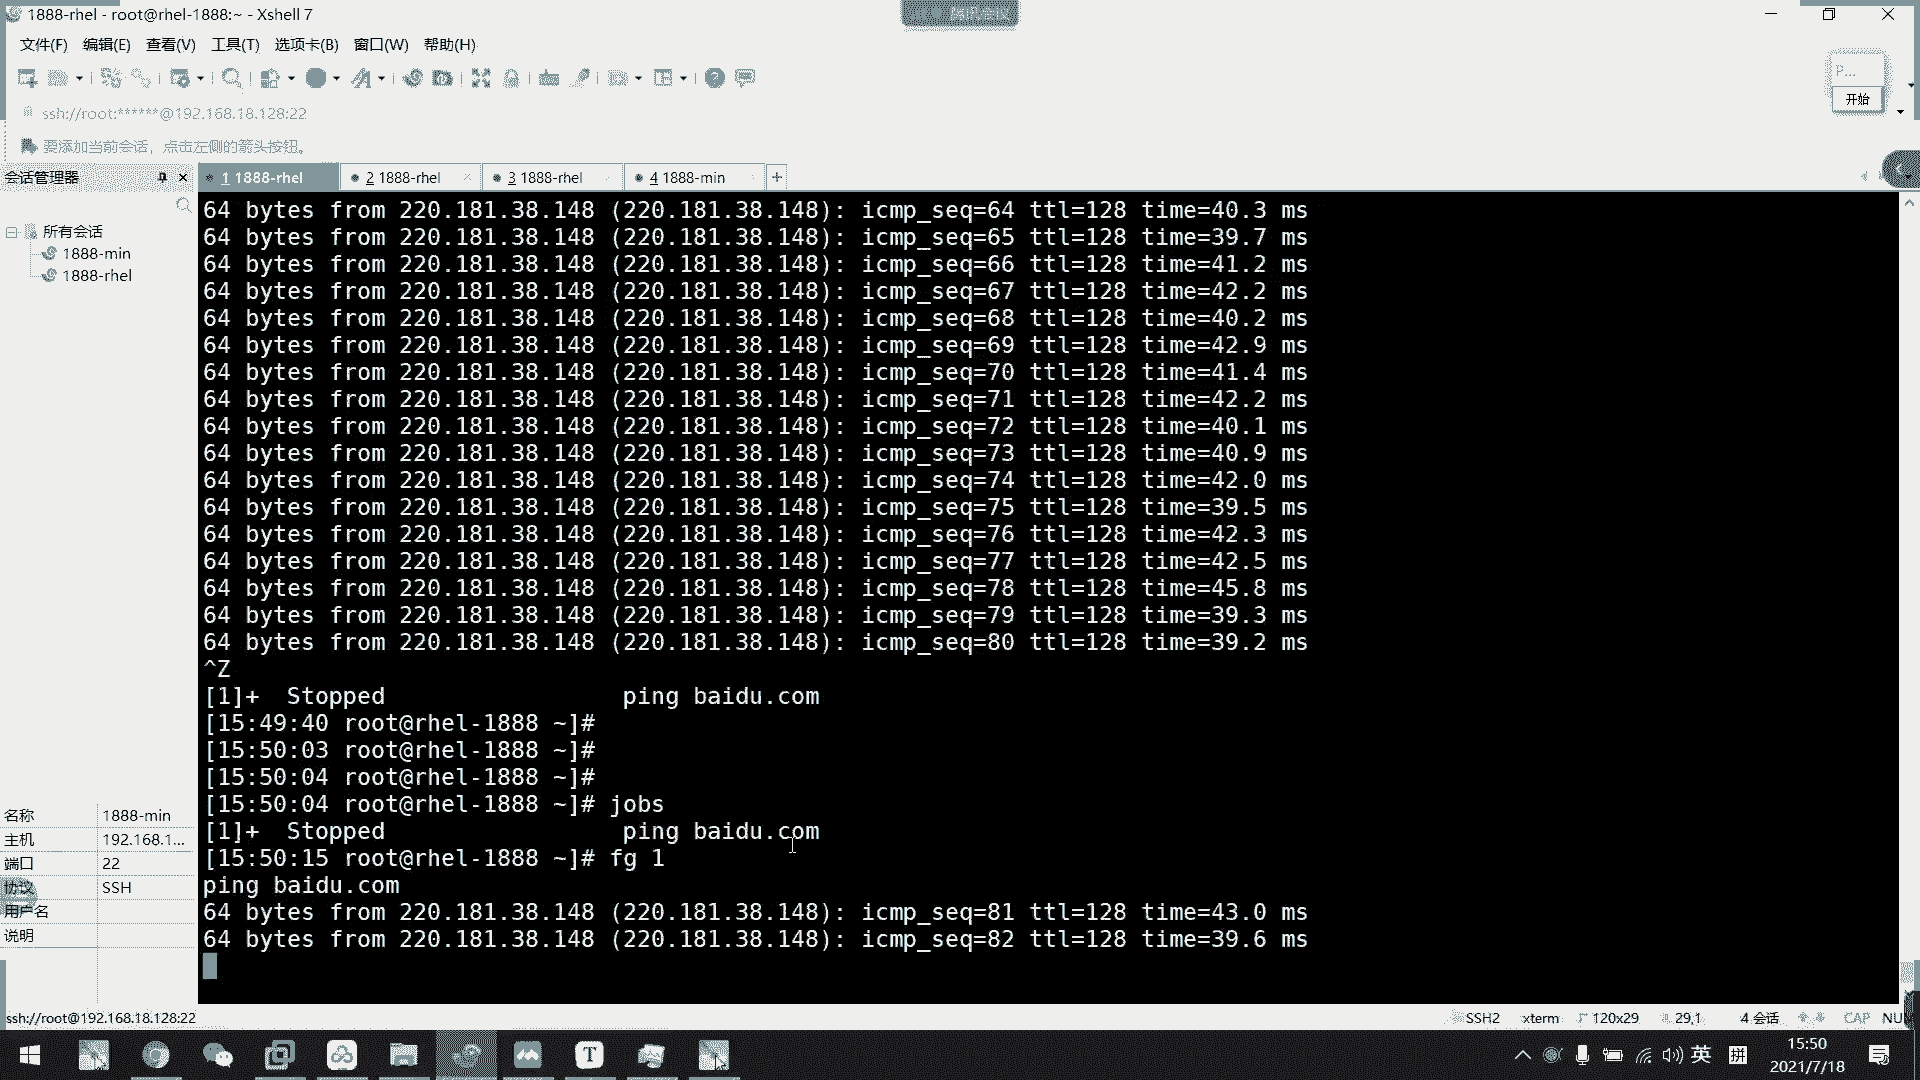 1888-rhel - root@rhel-1888:~ - Xshell 7
腾讯会议
文件(F) 编辑(E) 查看(V) 工具(T) 选项卡(B) 窗口(W) 帮助(H)
P...
开始
ssh://root:******@192.168.18.128:22
要添加当前会话，点击左侧的箭头按钮。
会话管理器
1 1888-rhel
2 1888-rhel
3 1888-rhel
4 1888-min
所有会话
1888-min
1888-rhel
64 bytes from 220.181.38.148 (220.181.38.148): icmp_seq=64 ttl=128 time=40.3 ms
64 bytes from 220.181.38.148 (220.181.38.148): icmp_seq=65 ttl=128 time=39.7 ms
64 bytes from 220.181.38.148 (220.181.38.148): icmp_seq=66 ttl=128 time=41.2 ms
64 bytes from 220.181.38.148 (220.181.38.148): icmp_seq=67 ttl=128 time=42.2 ms
64 bytes from 220.181.38.148 (220.181.38.148): icmp_seq=68 ttl=128 time=40.2 ms
64 bytes from 220.181.38.148 (220.181.38.148): icmp_seq=69 ttl=128 time=42.9 ms
64 bytes from 220.181.38.148 (220.181.38.148): icmp_seq=70 ttl=128 time=41.4 ms
64 bytes from 220.181.38.148 (220.181.38.148): icmp_seq=71 ttl=128 time=42.2 ms
64 bytes from 220.181.38.148 (220.181.38.148): icmp_seq=72 ttl=128 time=40.1 ms
64 bytes from 220.181.38.148 (220.181.38.148): icmp_seq=73 ttl=128 time=40.9 ms
64 bytes from 220.181.38.148 (220.181.38.148): icmp_seq=74 ttl=128 time=42.0 ms
64 bytes from 220.181.38.148 (220.181.38.148): icmp_seq=75 ttl=128 time=39.5 ms
64 bytes from 220.181.38.148 (220.181.38.148): icmp_seq=76 ttl=128 time=42.3 ms
64 bytes from 220.181.38.148 (220.181.38.148): icmp_seq=77 ttl=128 time=42.5 ms
64 bytes from 220.181.38.148 (220.181.38.148): icmp_seq=78 ttl=128 time=45.8 ms
64 bytes from 220.181.38.148 (220.181.38.148): icmp_seq=79 ttl=128 time=39.3 ms
64 bytes from 220.181.38.148 (220.181.38.148): icmp_seq=80 ttl=128 time=39.2 ms
^Z
[1]+  Stopped                 ping baidu.com
[15:49:40 root@rhel-1888 ~]#
[15:50:03 root@rhel-1888 ~]#
[15:50:04 root@rhel-1888 ~]#
[15:50:04 root@rhel-1888 ~]# jobs
[1]+  Stopped                 ping baidu.com
[15:50:15 root@rhel-1888 ~]# fg 1
ping baidu.com
64 bytes from 220.181.38.148 (220.181.38.148): icmp_seq=81 ttl=128 time=43.0 ms
64 bytes from 220.181.38.148 (220.181.38.148): icmp_seq=82 ttl=128 time=39.6 ms
名称 1888-min
主机 192.168.1...
端口 22
协议 SSH
用户名
说明
ssh://root@192.168.18.128:22
SSH2 xterm 120x29 29,1 4 会话 CAP NUM
英 拼
15:50
2021/7/18